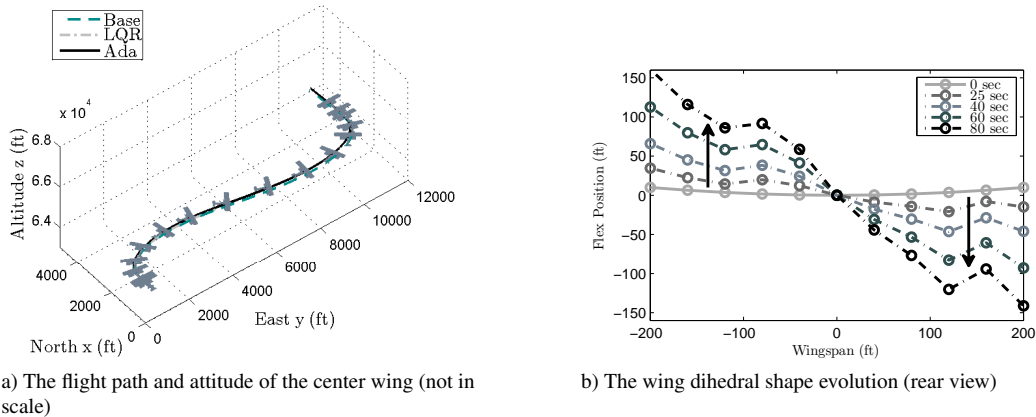 Base
LQR
Ada
x 10⁴
6.8
6.6
6.4
Altitude z (ft)
4000
2000
0
North x (ft)
0
2000
4000
6000
8000
10000
12000
East y (ft)
a) The flight path and attitude of the center wing (not in
scale)
150
100
50
0
−50
−100
−150
Flex Position (ft)
0 sec
25 sec
40 sec
60 sec
80 sec
−200
−100
0
100
200
Wingspan (ft)
b) The wing dihedral shape evolution (rear view)